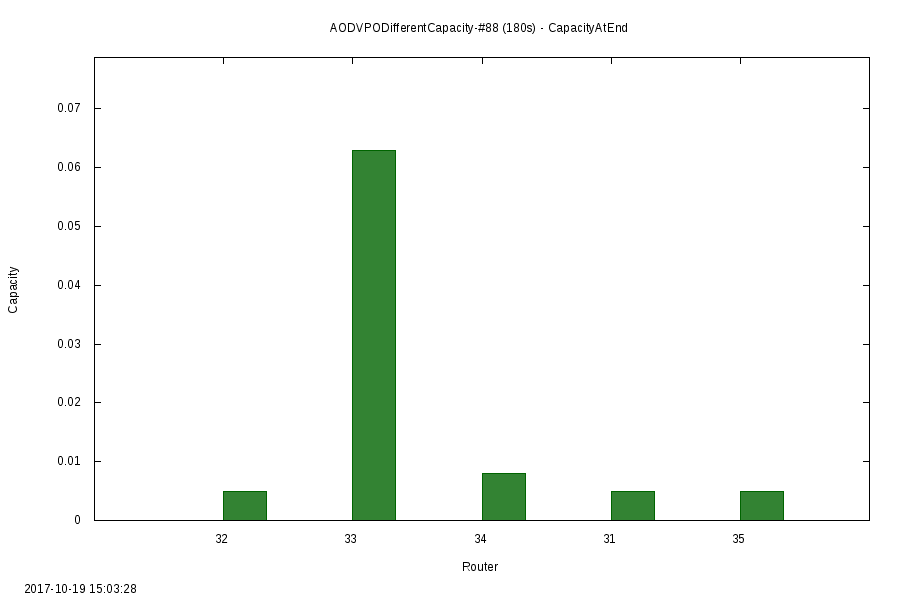 AODVPODifferentCapacity-#88 (180s) - CapacityAtEnd
0.07
0.06
0.05
0.04
0.03
0.02
0.01
0
Capacity
32 33 34 31 35
Router
2017-10-19 15:03:28